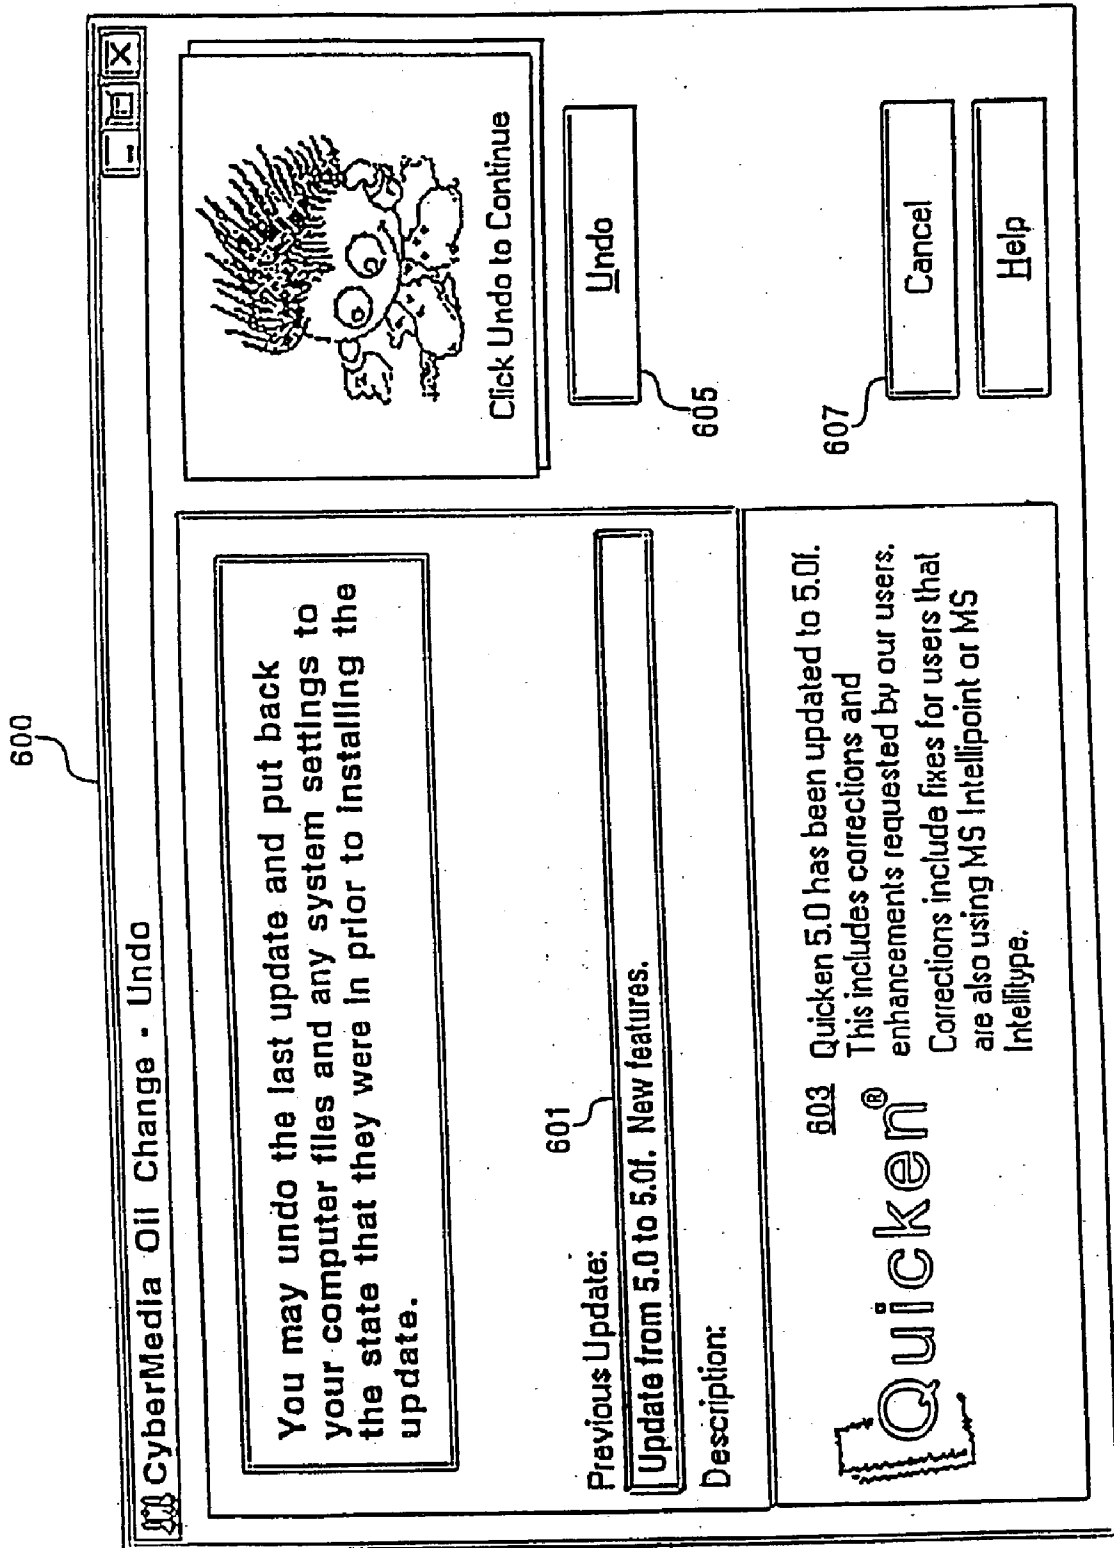 600
CyberMedia Oil Change - Undo
You may undo the last update and put back
your computer files and any system settings to
the state that they were in prior to installing the
update.
Click Undo to Continue
Previous Update:
601
Update from 5.0 to 5.0f. New features.
Undo
605
Description:
603 Quicken 5.0 has been updated to 5.0f.
This includes corrections and
enhancements requested by our users.
Corrections include fixes for users that
are also using MS Intellipoint or MS
Intellitype.
Quicken®
607
Cancel
Help